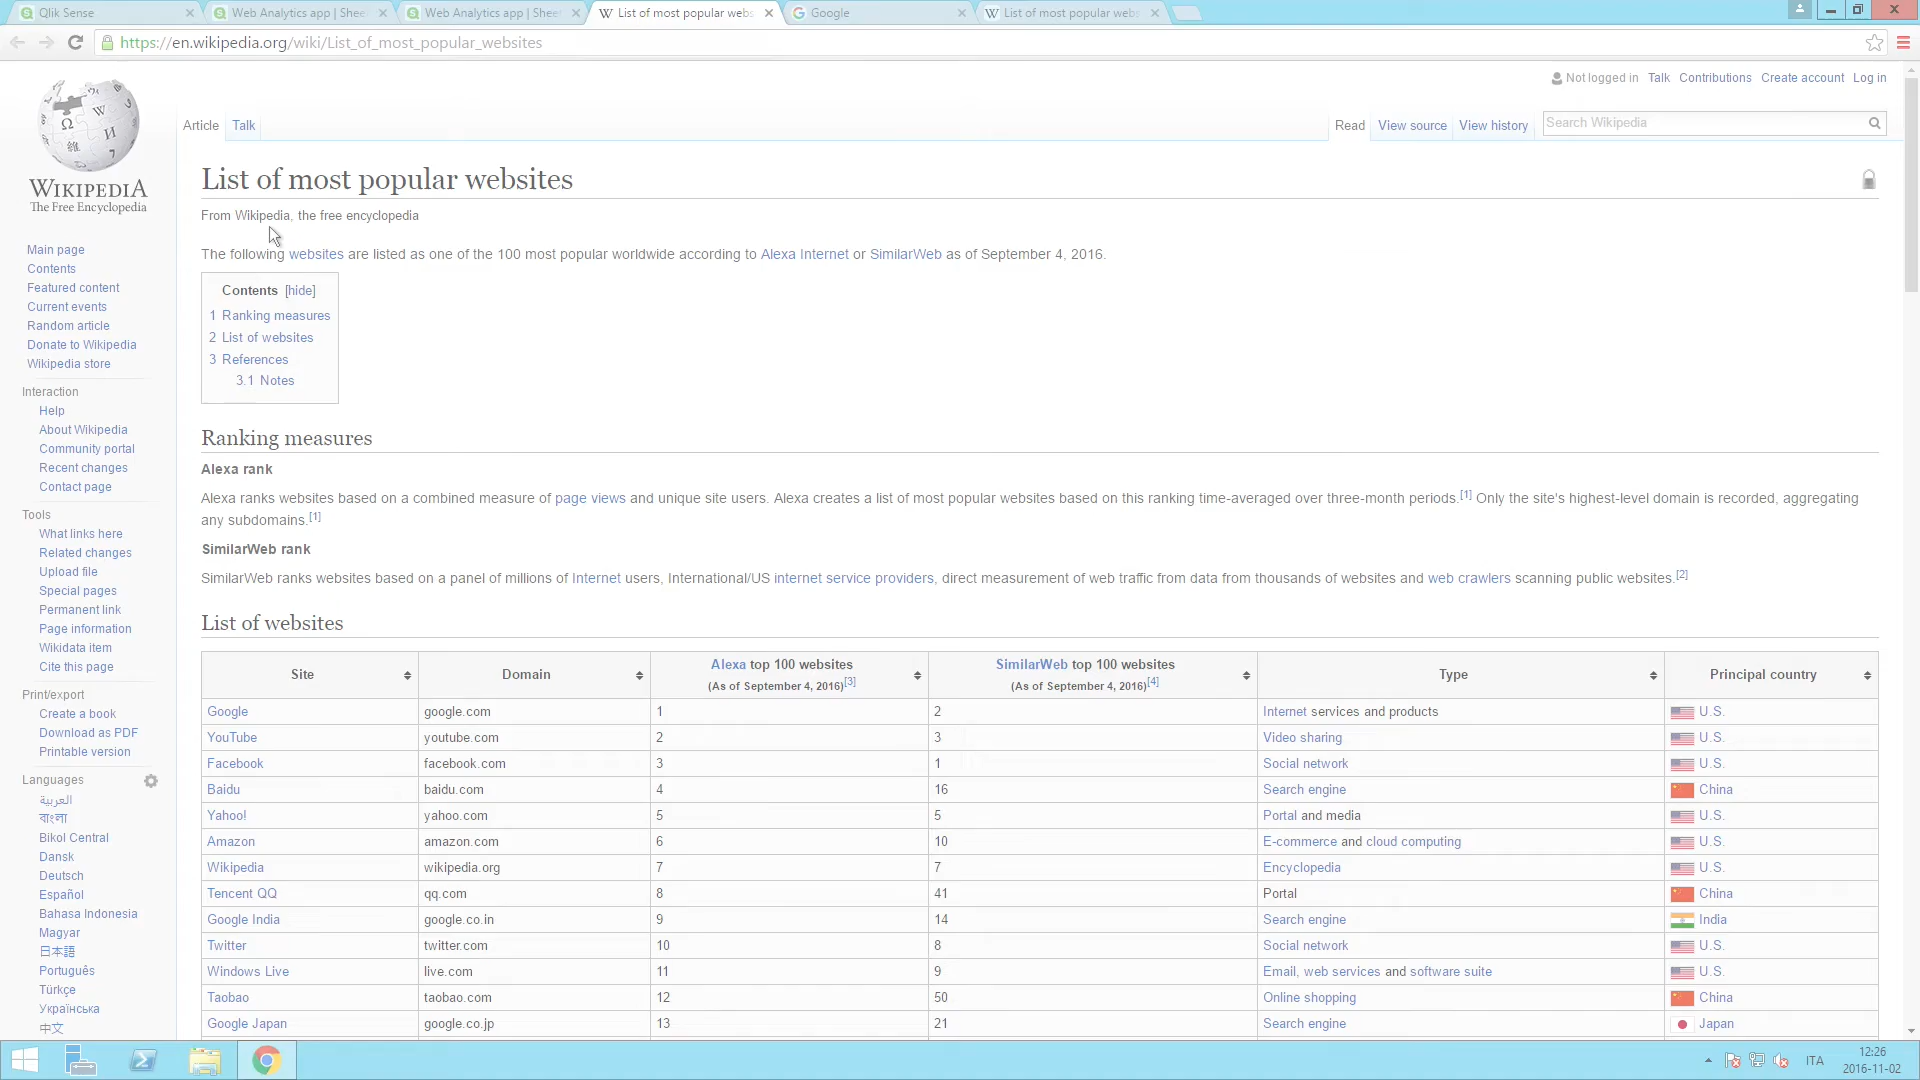 Qlik Sense
Web Analytics app | Shee
Web Analytics app | Shee
List of most popular webs
Google
List of most popular webs
https://en.wikipedia.org/wiki/List_of_most_popular_websites
Not logged in Talk Contributions Create account Log in
Article Talk
Read View source View history
Search Wikipedia
WIKIPEDIA
The Free Encyclopedia
Main page
Contents
Featured content
Current events
Random article
Donate to Wikipedia
Wikipedia store
Interaction
Help
About Wikipedia
Community portal
Recent changes
Contact page
Tools
What links here
Related changes
Upload file
Special pages
Permanent link
Page information
Wikidata item
Cite this page
Print/export
Create a book
Download as PDF
Printable version
Languages
العربية
বাংলা
Bikol Central
Dansk
Deutsch
Español
Bahasa Indonesia
Magyar
日本語
Português
Türkçe
Українська
中文
List of most popular websites
From Wikipedia, the free encyclopedia
The following websites are listed as one of the 100 most popular worldwide according to Alexa Internet or SimilarWeb as of September 4, 2016.
Contents [hide]
1 Ranking measures
2 List of websites
3 References
3.1 Notes
Ranking measures
Alexa rank
Alexa ranks websites based on a combined measure of page views and unique site users. Alexa creates a list of most popular websites based on this ranking time-averaged over three-month periods.[1] Only the site's highest-level domain is recorded, aggregating
any subdomains.[1]
SimilarWeb rank
SimilarWeb ranks websites based on a panel of millions of Internet users, International/US internet service providers, direct measurement of web traffic from data from thousands of websites and web crawlers scanning public websites.[2]
List of websites
Site Domain Alexa top 100 websites (As of September 4, 2016)[3] SimilarWeb top 100 websites (As of September 4, 2016)[4] Type Principal country
Google google.com 1 2 Internet services and products U.S.
YouTube youtube.com 2 3 Video sharing U.S.
Facebook facebook.com 3 1 Social network U.S.
Baidu baidu.com 4 16 Search engine China
Yahoo! yahoo.com 5 5 Portal and media U.S.
Amazon amazon.com 6 10 E-commerce and cloud computing U.S.
Wikipedia wikipedia.org 7 7 Encyclopedia U.S.
Tencent QQ qq.com 8 41 Portal China
Google India google.co.in 9 14 Search engine India
Twitter twitter.com 10 8 Social network U.S.
Windows Live live.com 11 9 Email, web services and software suite U.S.
Taobao taobao.com 12 50 Online shopping China
Google Japan google.co.jp 13 21 Search engine Japan
ITA
12:26
2016-11-02